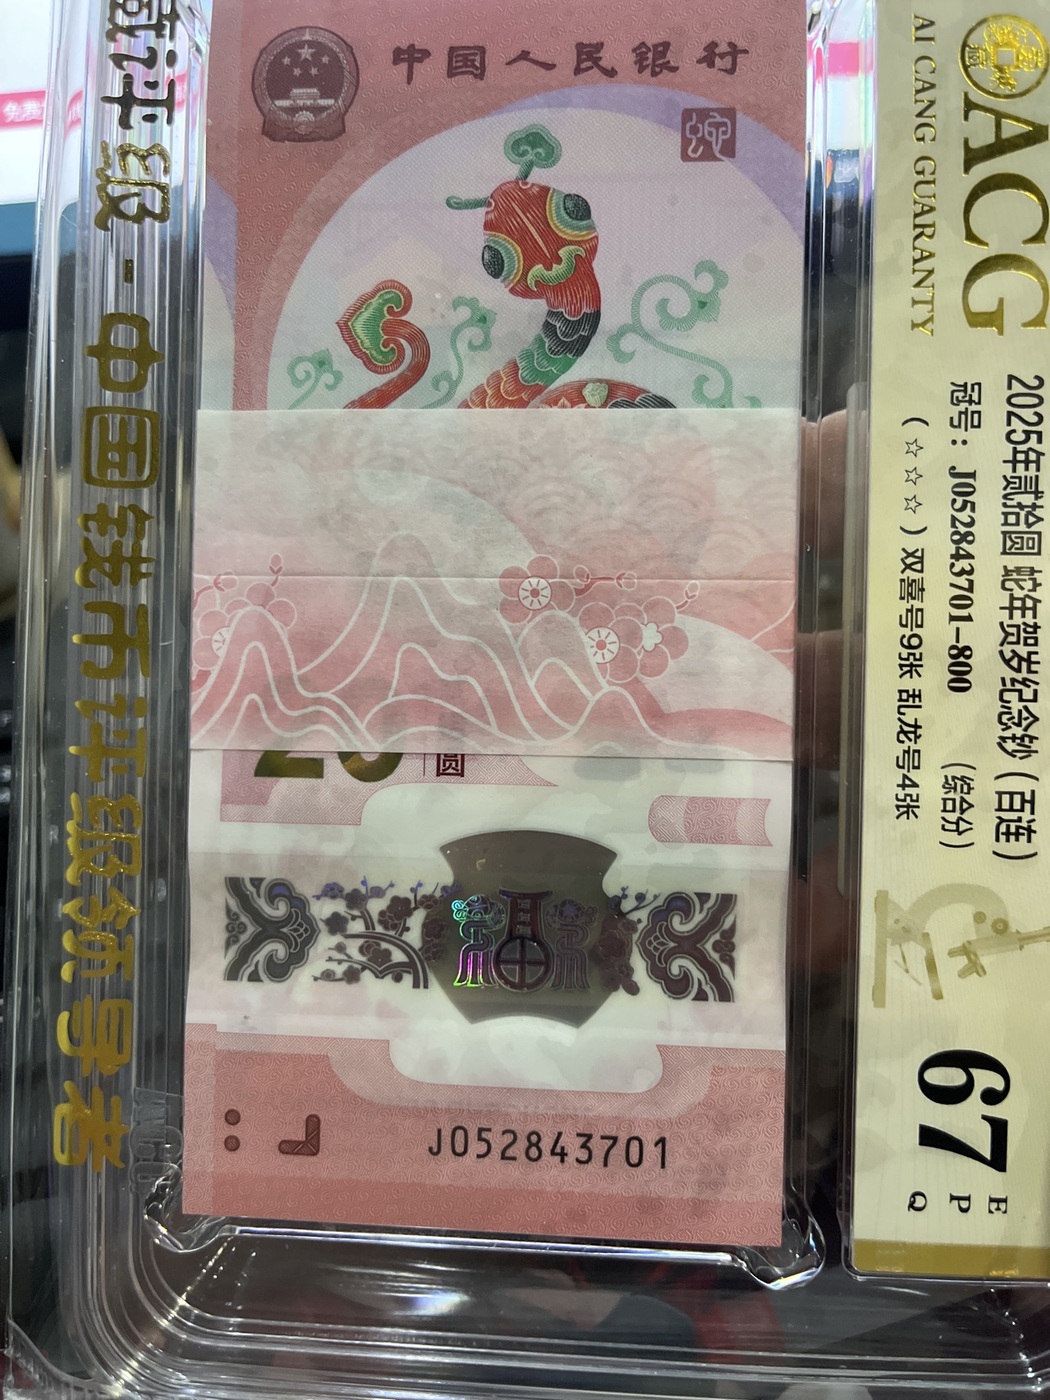 中国人民银行
蛇
20
圆
J052843701
ACG
AI CANG GUARANTY
2025年贰拾圆 蛇年贺岁纪念钞（百连）
冠号：J052843701-800 （综合分）
（☆☆☆）双喜号9张 乱龙号4张
67
E
P
Q
中国钱币评级领导者